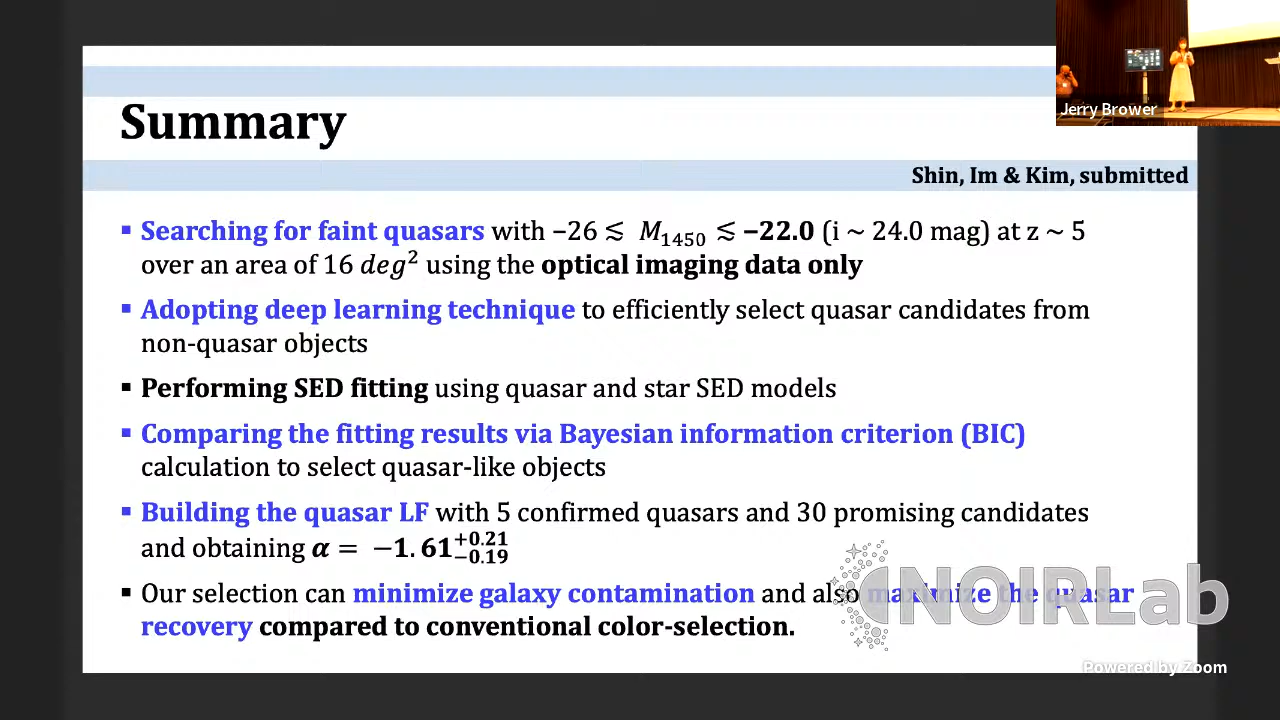 Jerry Brower
Summary
Shin, Im & Kim, submitted
▪ Searching for faint quasars with −26 ≲ M₁₄₅₀ ≲ −22.0 (i ~ 24.0 mag) at z ~ 5
over an area of 16 deg² using the optical imaging data only
▪ Adopting deep learning technique to efficiently select quasar candidates from
non-quasar objects
▪ Performing SED fitting using quasar and star SED models
▪ Comparing the fitting results via Bayesian information criterion (BIC)
calculation to select quasar-like objects
▪ Building the quasar LF with 5 confirmed quasars and 30 promising candidates
and obtaining α = −1.61 +0.21 −0.19
▪ Our selection can minimize galaxy contamination and also maximize the quasar
recovery compared to conventional color-selection.
NOIRLab
Powered by Zoom